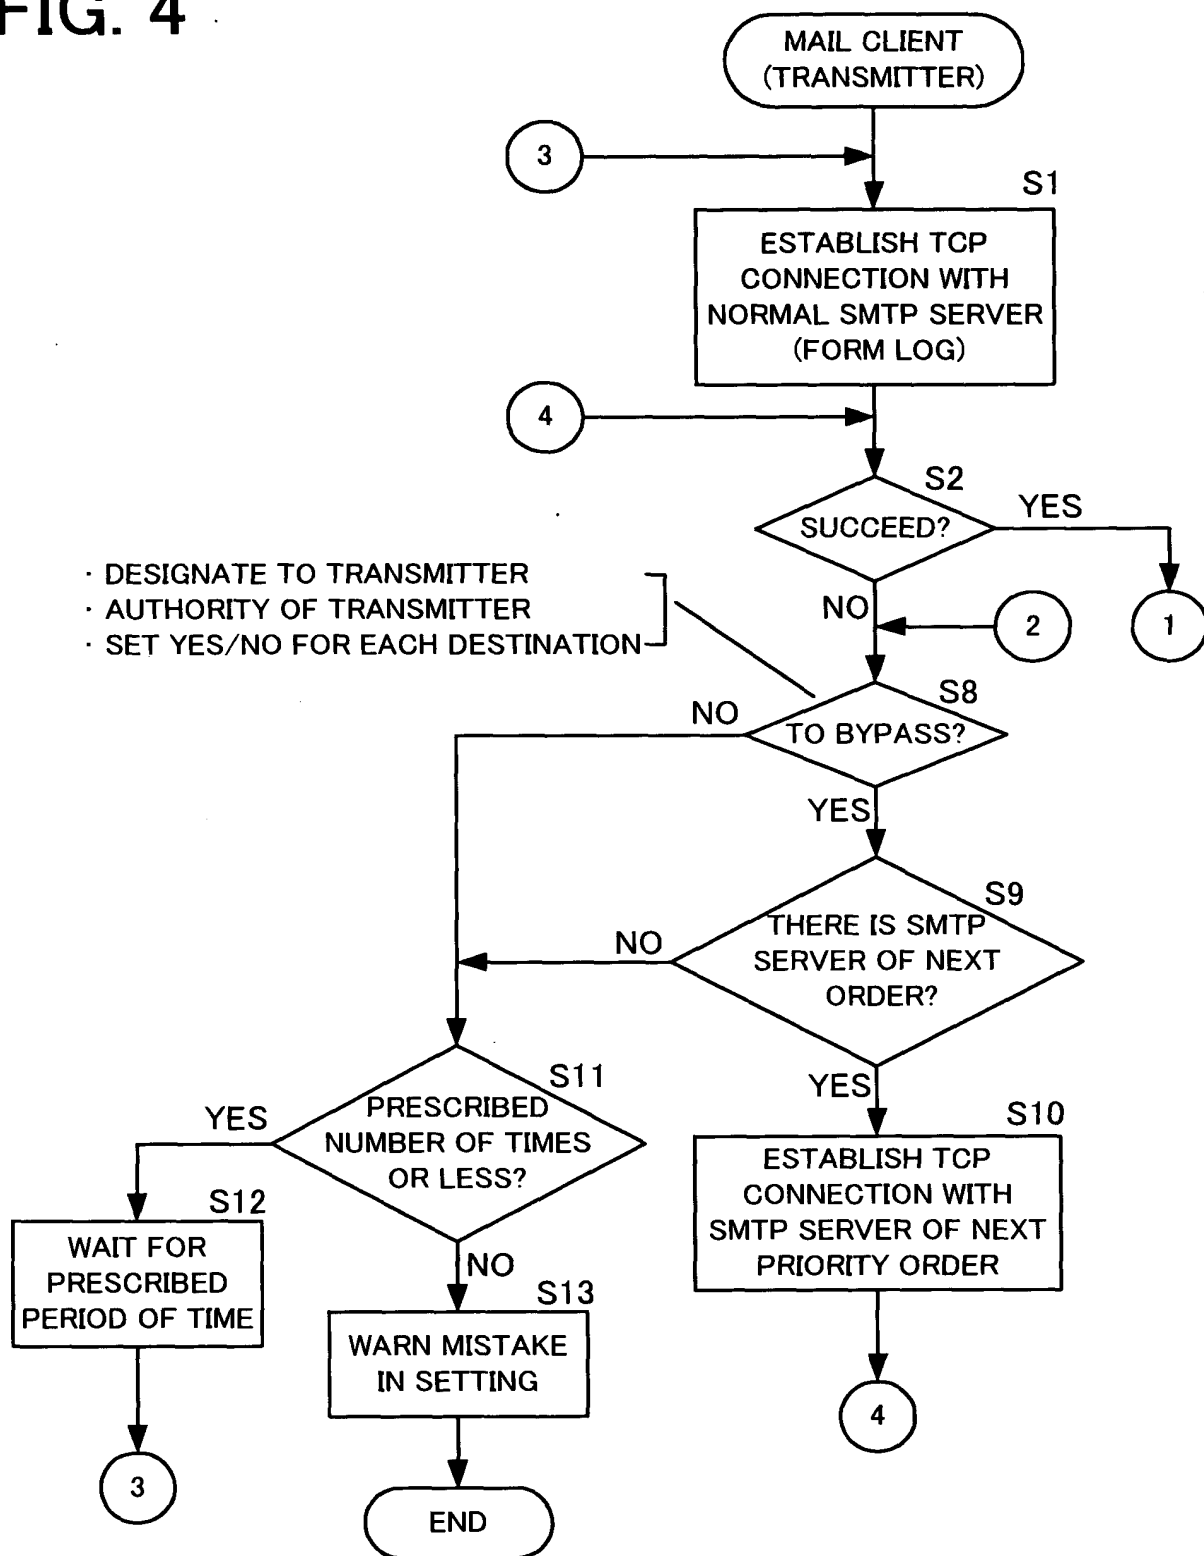 FIG. 4
MAIL CLIENT
(TRANSMITTER)
3
S1
ESTABLISH TCP
CONNECTION WITH
NORMAL SMTP SERVER
(FORM LOG)
4
S2
SUCCEED?
YES
NO
2
1
· DESIGNATE TO TRANSMITTER
· AUTHORITY OF TRANSMITTER
· SET YES/NO FOR EACH DESTINATION
S8
TO BYPASS?
NO
YES
S9
THERE IS SMTP
SERVER OF NEXT
ORDER?
NO
YES
S11
PRESCRIBED
NUMBER OF TIMES
OR LESS?
YES
NO
S10
ESTABLISH TCP
CONNECTION WITH
SMTP SERVER OF NEXT
PRIORITY ORDER
S12
WAIT FOR
PRESCRIBED
PERIOD OF TIME
S13
WARN MISTAKE
IN SETTING
4
3
END